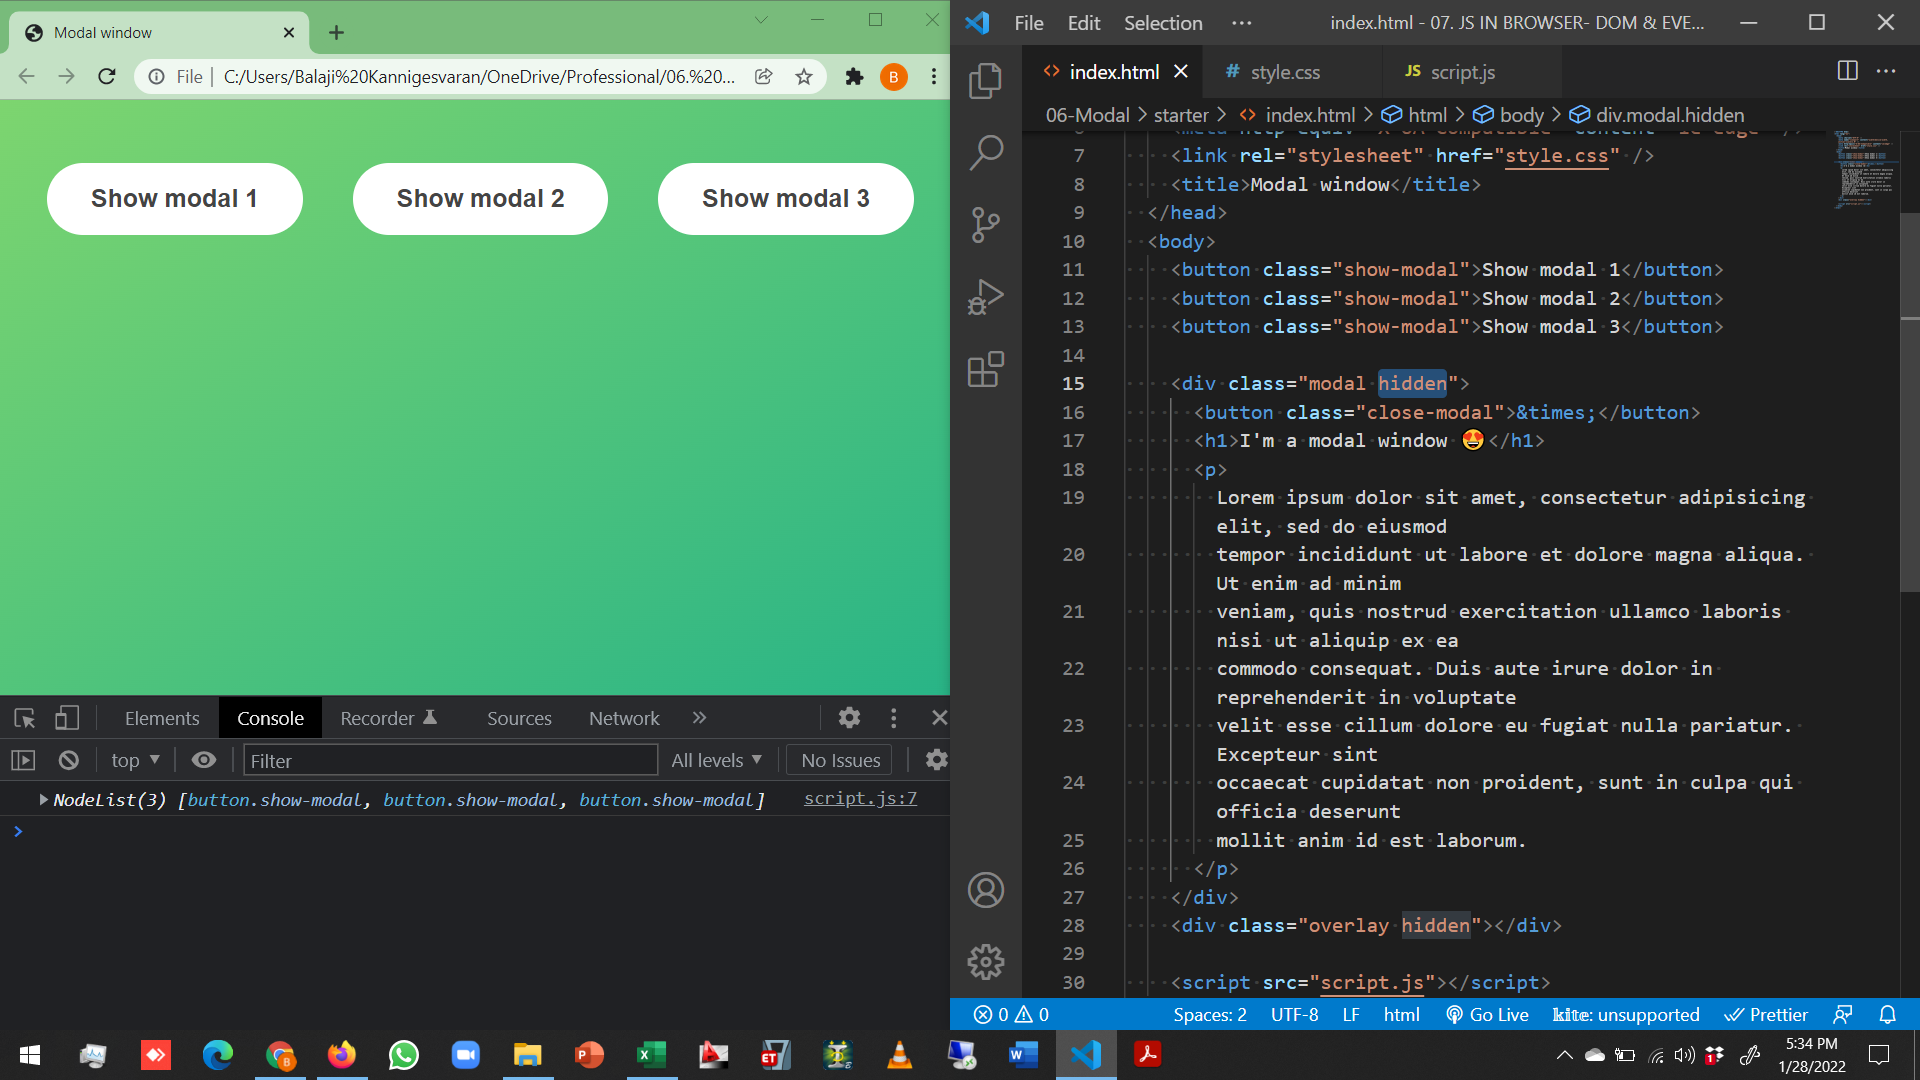 Modal window
File
C:/Users/Balaji%20Kannigesvaran/OneDrive/Professional/06.%20...
B
Show modal 1
Show modal 2
Show modal 3
Elements
Console
Recorder
Sources
Network
top
Filter
All levels
No Issues
NodeList(3) [button.show-modal, button.show-modal, button.show-modal]
script.js:7
File Edit Selection ···
index.html - 07. JS IN BROWSER- DOM & EVE...
index.html
# style.css
JS script.js
06-Modal > starter > index.html > html > body > div.modal.hidden
7 <link rel="stylesheet" href="style.css" />
8 <title>Modal window</title>
9 </head>
10 <body>
11 <button class="show-modal">Show modal 1</button>
12 <button class="show-modal">Show modal 2</button>
13 <button class="show-modal">Show modal 3</button>
14
15 <div class="modal hidden">
16 <button class="close-modal">&times;</button>
17 <h1>I'm a modal window 😍</h1>
18 <p>
19 Lorem ipsum dolor sit amet, consectetur adipisicing
elit, sed do eiusmod
20 tempor incididunt ut labore et dolore magna aliqua.
Ut enim ad minim
21 veniam, quis nostrud exercitation ullamco laboris
nisi ut aliquip ex ea
22 commodo consequat. Duis aute irure dolor in
reprehenderit in voluptate
23 velit esse cillum dolore eu fugiat nulla pariatur.
Excepteur sint
24 occaecat cupidatat non proident, sunt in culpa qui
officia deserunt
25 mollit anim id est laborum.
26 </p>
27 </div>
28 <div class="overlay hidden"></div>
29
30 <script src="script.js"></script>
0 0
Spaces: 2 UTF-8 LF html Go Live kite: unsupported Prettier
5:34 PM
1/28/2022